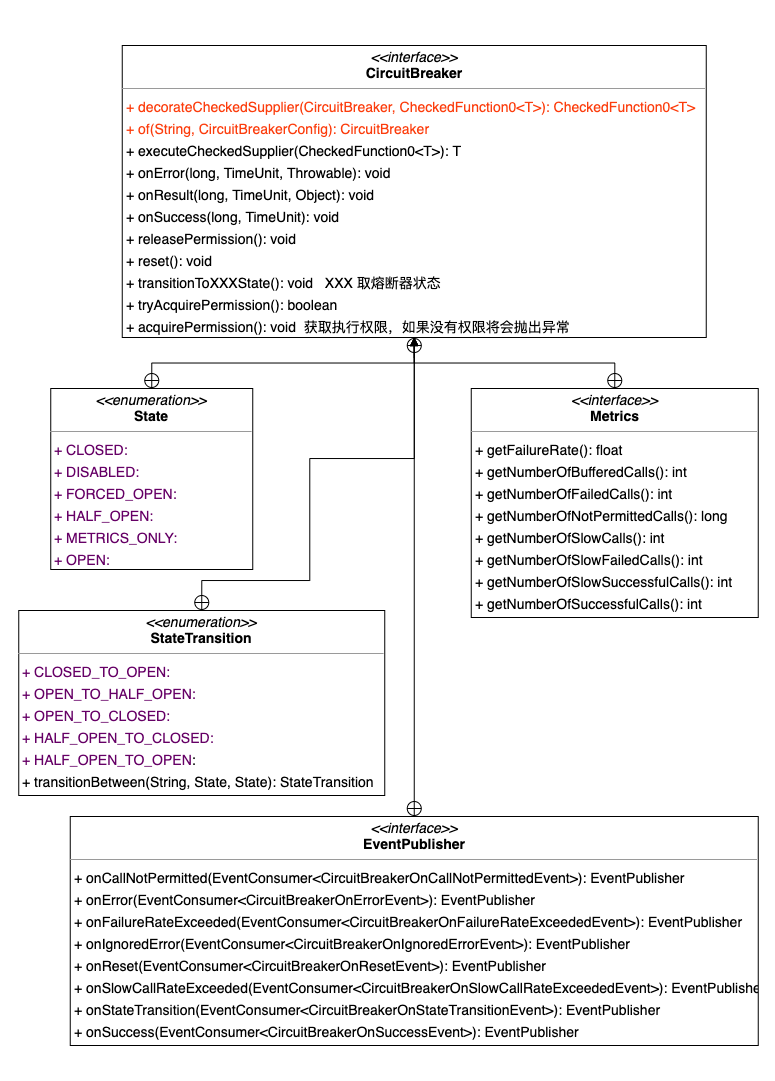 <<interface>>
CircuitBreaker
+ decorateCheckedSupplier(CircuitBreaker, CheckedFunction0<T>): CheckedFunction0<T>
+ of(String, CircuitBreakerConfig): CircuitBreaker
+ executeCheckedSupplier(CheckedFunction0<T>): T
+ onError(long, TimeUnit, Throwable): void
+ onResult(long, TimeUnit, Object): void
+ onSuccess(long, TimeUnit): void
+ releasePermission(): void
+ reset(): void
+ transitionToXXXState(): void XXX 取熔断器状态
+ tryAcquirePermission(): boolean
+ acquirePermission(): void 获取执行权限，如果没有权限将会抛出异常
<<enumeration>>
State
+ CLOSED:
+ DISABLED:
+ FORCED_OPEN:
+ HALF_OPEN:
+ METRICS_ONLY:
+ OPEN:
<<interface>>
Metrics
+ getFailureRate(): float
+ getNumberOfBufferedCalls(): int
+ getNumberOfFailedCalls(): int
+ getNumberOfNotPermittedCalls(): long
+ getNumberOfSlowCalls(): int
+ getNumberOfSlowFailedCalls(): int
+ getNumberOfSlowSuccessfulCalls(): int
+ getNumberOfSuccessfulCalls(): int
<<enumeration>>
StateTransition
+ CLOSED_TO_OPEN:
+ OPEN_TO_HALF_OPEN:
+ OPEN_TO_CLOSED:
+ HALF_OPEN_TO_CLOSED:
+ HALF_OPEN_TO_OPEN:
+ transitionBetween(String, State, State): StateTransition
<<interface>>
EventPublisher
+ onCallNotPermitted(EventConsumer<CircuitBreakerOnCallNotPermittedEvent>): EventPublisher
+ onError(EventConsumer<CircuitBreakerOnErrorEvent>): EventPublisher
+ onFailureRateExceeded(EventConsumer<CircuitBreakerOnFailureRateExceededEvent>): EventPublisher
+ onIgnoredError(EventConsumer<CircuitBreakerOnIgnoredErrorEvent>): EventPublisher
+ onReset(EventConsumer<CircuitBreakerOnResetEvent>): EventPublisher
+ onSlowCallRateExceeded(EventConsumer<CircuitBreakerOnSlowCallRateExceededEvent>): EventPublishe
+ onStateTransition(EventConsumer<CircuitBreakerOnStateTransitionEvent>): EventPublisher
+ onSuccess(EventConsumer<CircuitBreakerOnSuccessEvent>): EventPublisher